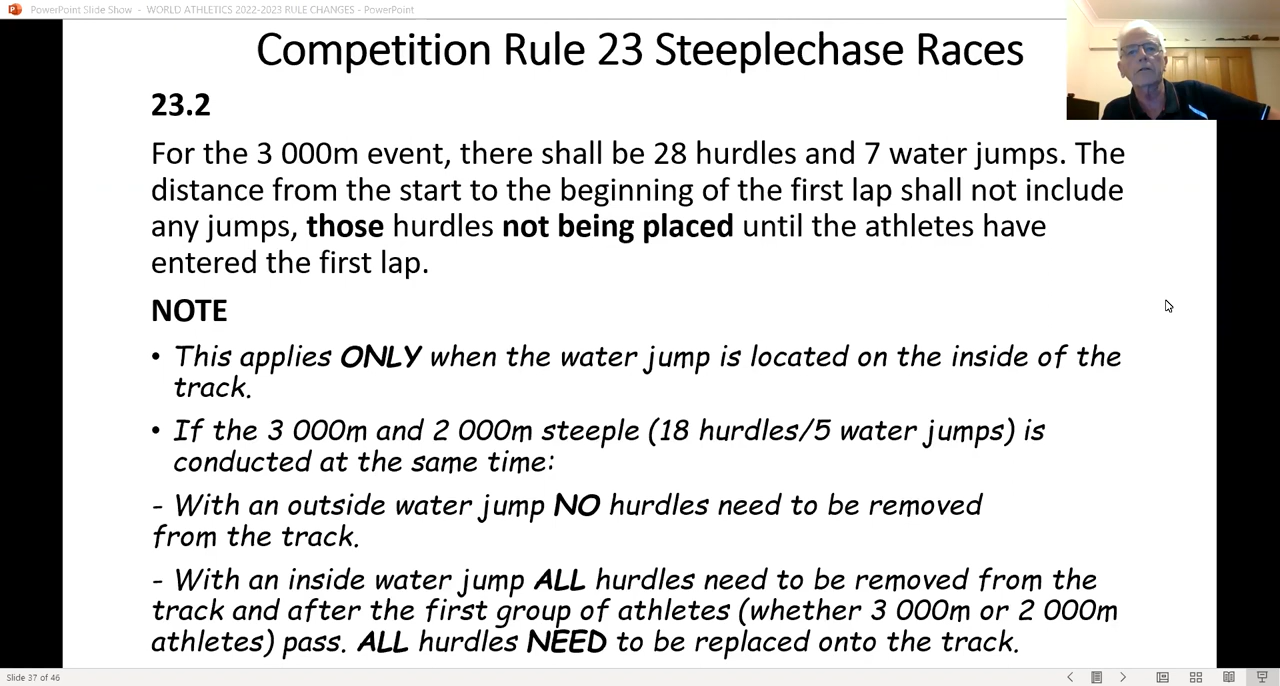 PowerPoint Slide Show - WORLD ATHLETICS 2022-2023 RULE CHANGES - PowerPoint
Competition Rule 23 Steeplechase Races
23.2
For the 3 000m event, there shall be 28 hurdles and 7 water jumps. The
distance from the start to the beginning of the first lap shall not include
any jumps, those hurdles not being placed until the athletes have
entered the first lap.
NOTE
• This applies ONLY when the water jump is located on the inside of the
track.
• If the 3 000m and 2 000m steeple (18 hurdles/5 water jumps) is
conducted at the same time:
- With an outside water jump NO hurdles need to be removed
from the track.
- With an inside water jump ALL hurdles need to be removed from the
track and after the first group of athletes (whether 3 000m or 2 000m
athletes) pass. ALL hurdles NEED to be replaced onto the track.
Slide 37 of 46